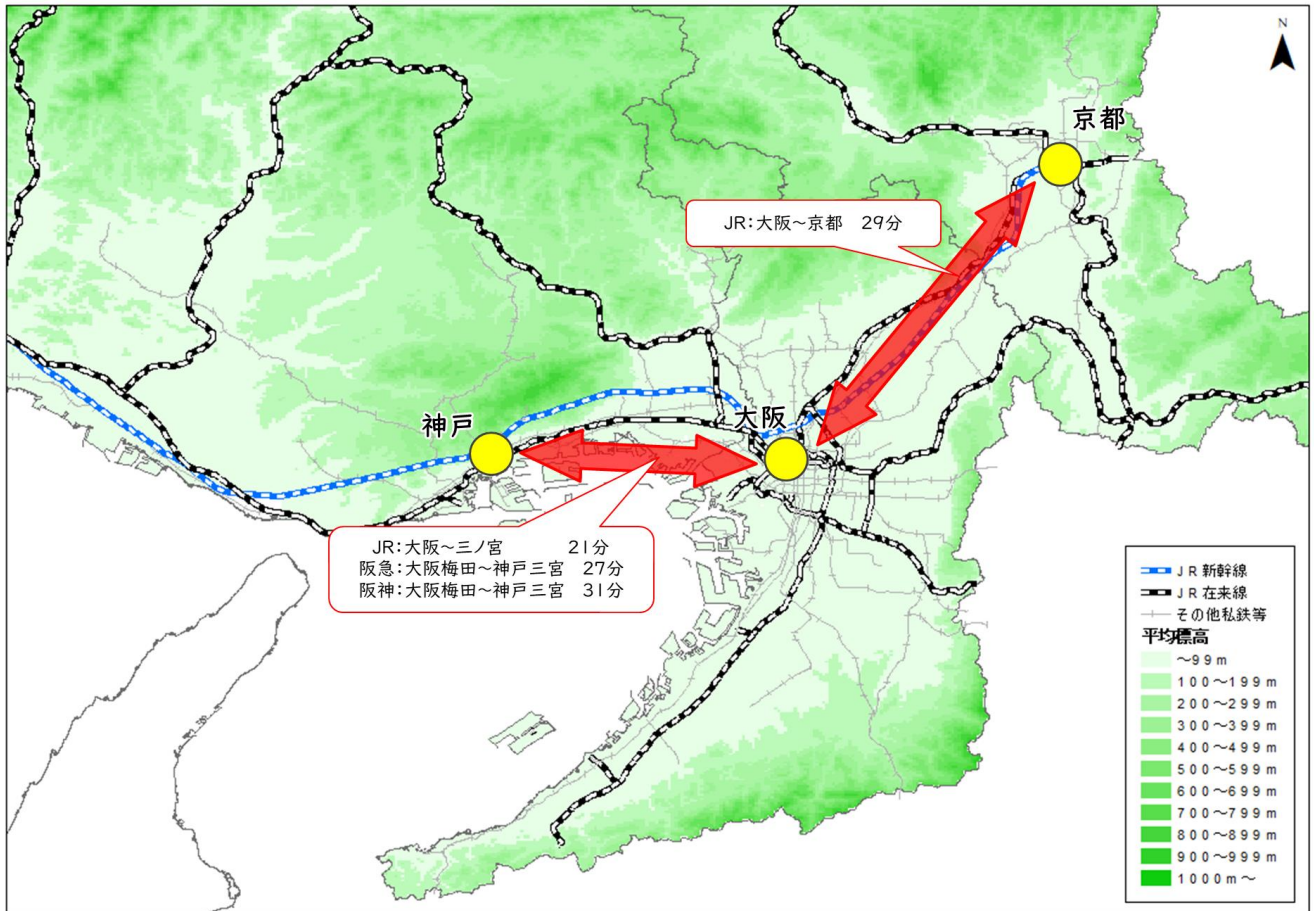 N
京都
JR:大阪～京都 29分
神戸
大阪
JR:大阪～三ノ宮 21分
阪急:大阪梅田～神戸三宮 27分
阪神:大阪梅田～神戸三宮 31分
JR新幹線
JR在来線
その他私鉄等
平均標高
～99m
100～199m
200～299m
300～399m
400～499m
500～599m
600～699m
700～799m
800～899m
900～999m
1000m～